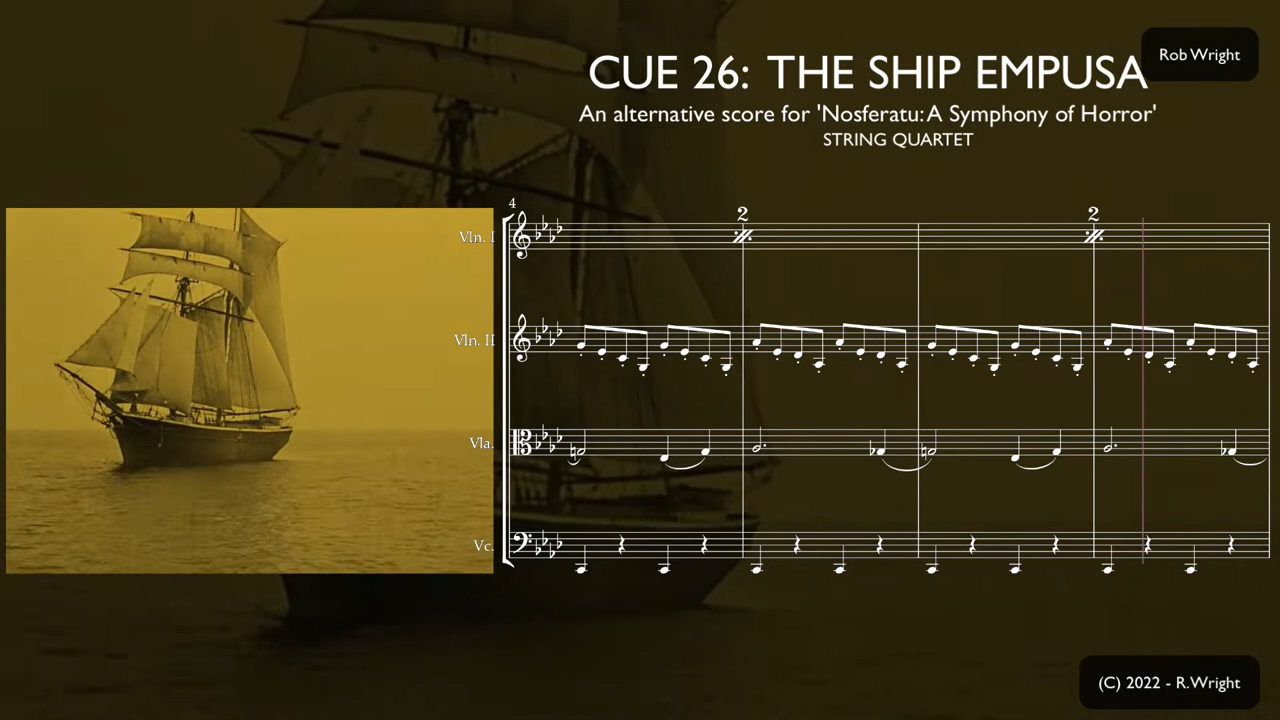 Rob Wright
CUE 26: THE SHIP EMPUSA
An alternative score for 'Nosferatu: A Symphony of Horror'
STRING QUARTET
4
2
2
Vln. I
Vln. II
Vla.
Vc.
(C) 2022 - R.Wright